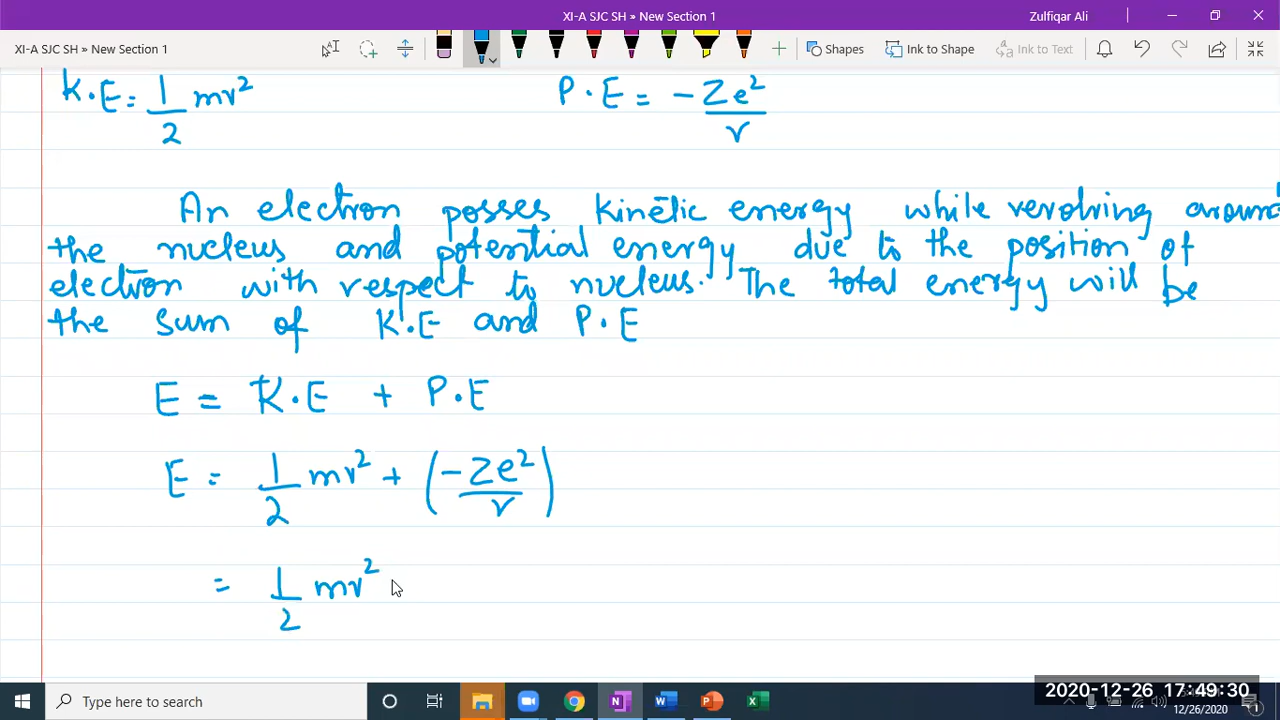 XI-A SJC SH » New Section 1
Zulfiqar Ali
XI-A SJC SH » New Section 1
Shapes
Ink to Shape
Ink to Text
K.E = 1/2 mv²
P.E = -Ze²/r
An electron posses kinetic energy while revolving around
the nucleus and potential energy due to the position of
electron with respect to nucleus. The total energy will be
the sum of K.E and P.E
E = K.E + P.E
E = 1/2 mv² + (-Ze²/r)
= 1/2 mv²
Type here to search
2020-12-26 17:49:30
12/26/2020